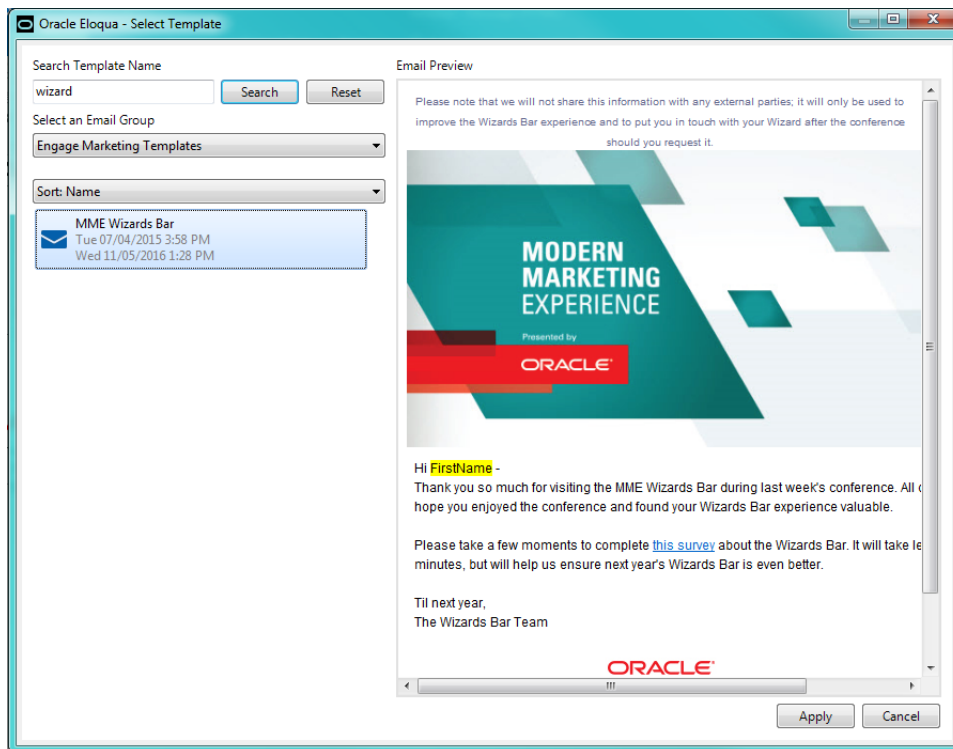 Oracle Eloqua - Select Template
Search Template Name
wizard
Search
Reset
Select an Email Group
Engage Marketing Templates
Sort: Name
MME Wizards Bar
Tue 07/04/2015 3:58 PM
Wed 11/05/2016 1:28 PM
Email Preview
Please note that we will not share this information with any external parties; it will only be used to
improve the Wizards Bar experience and to put you in touch with your Wizard after the conference
should you request it.
MODERN
MARKETING
EXPERIENCE
Presented by
ORACLE
Hi FirstName -
Thank you so much for visiting the MME Wizards Bar during last week's conference. All
hope you enjoyed the conference and found your Wizards Bar experience valuable.
Please take a few moments to complete this survey about the Wizards Bar. It will take
minutes, but will help us ensure next year's Wizards Bar is even better.
Til next year,
The Wizards Bar Team
ORACLE
Apply
Cancel